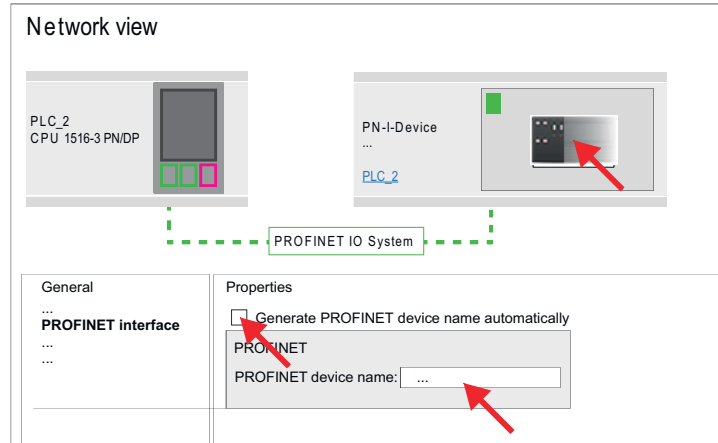 Network view
PLC_2
CPU 1516-3 PN/DP
PN-I-Device
...
PLC_2
PROFINET IO System
General
...
PROFINET interface
...
...
Properties
Generate PROFINET device name automatically
PROFINET
PROFINET device name:
...